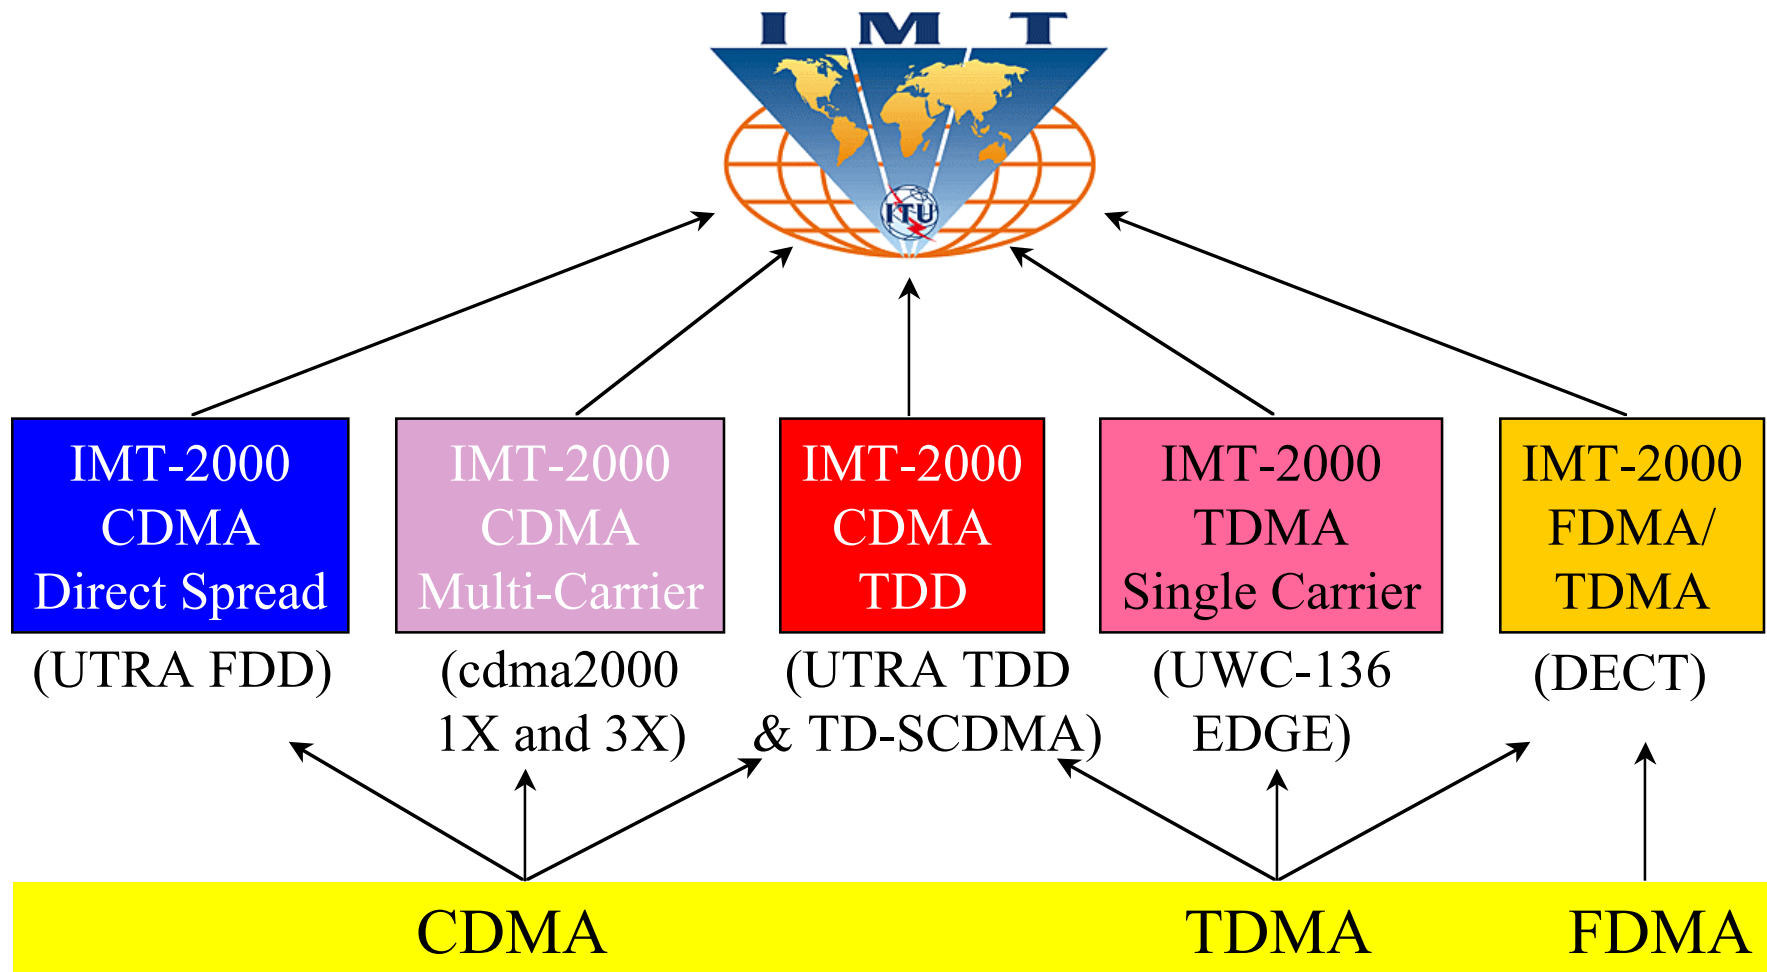 I M T
ITU
IMT-2000
CDMA
Direct Spread
(UTRA FDD)
IMT-2000
CDMA
Multi-Carrier
(cdma2000
1X and 3X)
IMT-2000
CDMA
TDD
(UTRA TDD
& TD-SCDMA)
IMT-2000
TDMA
Single Carrier
(UWC-136
EDGE)
IMT-2000
FDMA/
TDMA
(DECT)
CDMA
TDMA
FDMA